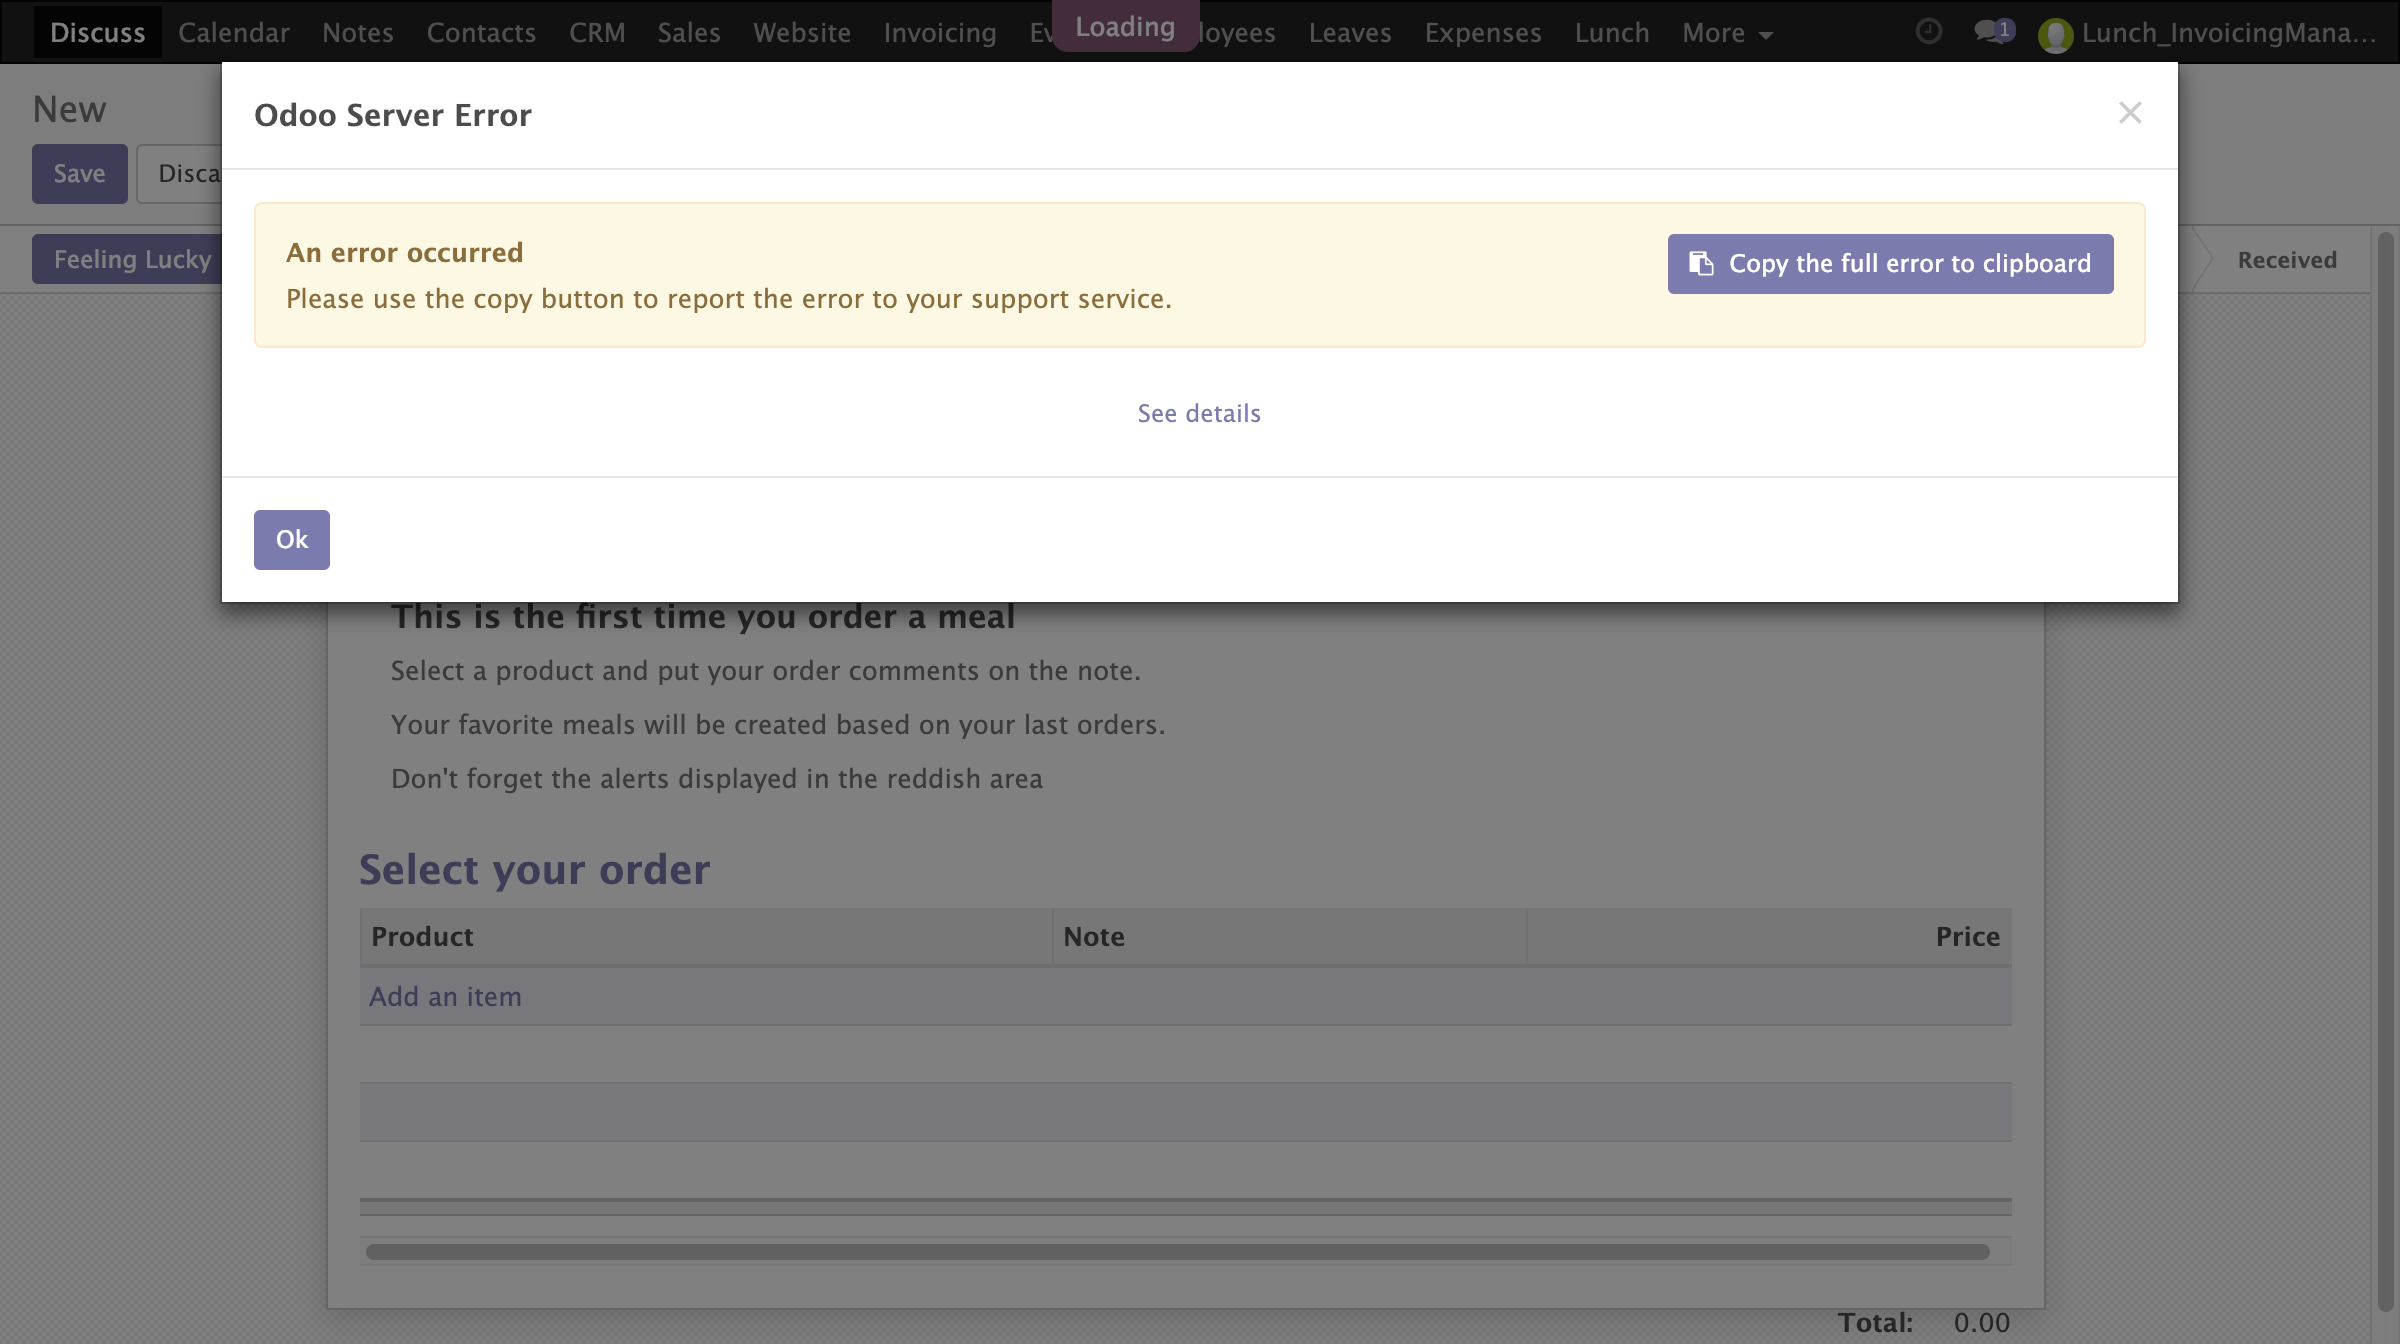 Discuss Calendar Notes Contacts CRM Sales Website Invoicing Ev Loading loyees Leaves Expenses Lunch More 1 Lunch_InvoicingMana...
New
Odoo Server Error ×
Save Disca
An error occurred
Copy the full error to clipboard
Please use the copy button to report the error to your support service.
Feeling Lucky
Received
See details
Ok
This is the first time you order a meal
Select a product and put your order comments on the note.
Your favorite meals will be created based on your last orders.
Don't forget the alerts displayed in the reddish area
Select your order
Product Note Price
Add an item
Total: 0.00